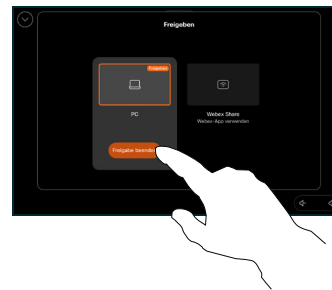 Freigeben
Freigeben
PC
Webex Share
Webex-App verwenden
Freigabe beenden